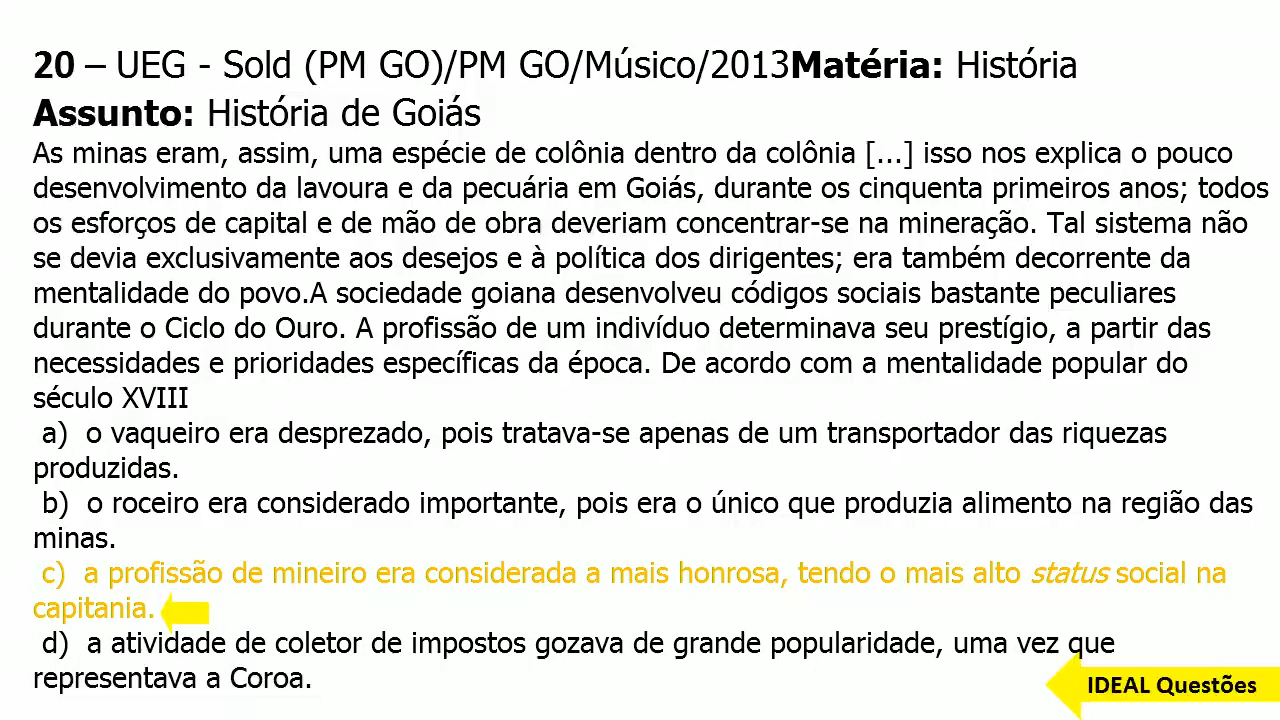 20 – UEG - Sold (PM GO)/PM GO/Músico/2013Matéria: História
Assunto: História de Goiás
As minas eram, assim, uma espécie de colônia dentro da colônia [...] isso nos explica o pouco
desenvolvimento da lavoura e da pecuária em Goiás, durante os cinquenta primeiros anos; todos
os esforços de capital e de mão de obra deveriam concentrar-se na mineração. Tal sistema não
se devia exclusivamente aos desejos e à política dos dirigentes; era também decorrente da
mentalidade do povo.A sociedade goiana desenvolveu códigos sociais bastante peculiares
durante o Ciclo do Ouro. A profissão de um indivíduo determinava seu prestígio, a partir das
necessidades e prioridades específicas da época. De acordo com a mentalidade popular do
século XVIII
a) o vaqueiro era desprezado, pois tratava-se apenas de um transportador das riquezas
produzidas.
b) o roceiro era considerado importante, pois era o único que produzia alimento na região das
minas.
c) a profissão de mineiro era considerada a mais honrosa, tendo o mais alto status social na
capitania.
d) a atividade de coletor de impostos gozava de grande popularidade, uma vez que
representava a Coroa.
IDEAL Questões